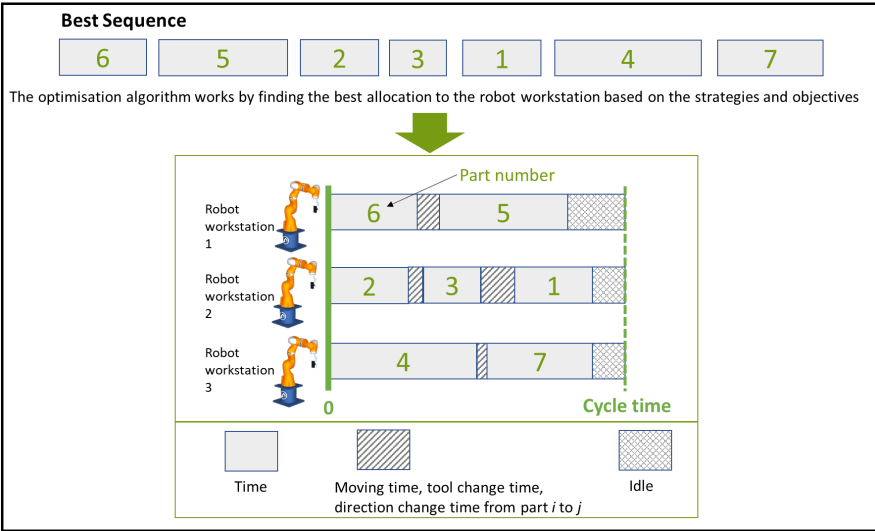 Best Sequence
6 5 2 3 1 4 7
The optimisation algorithm works by finding the best allocation to the robot workstation based on the strategies and objectives
Part number
Robot
workstation
1
6 5
Robot
workstation
2
2 3 1
Robot
workstation
3
4 7
0 Cycle time
Time
Moving time, tool change time,
direction change time from part i to j
Idle